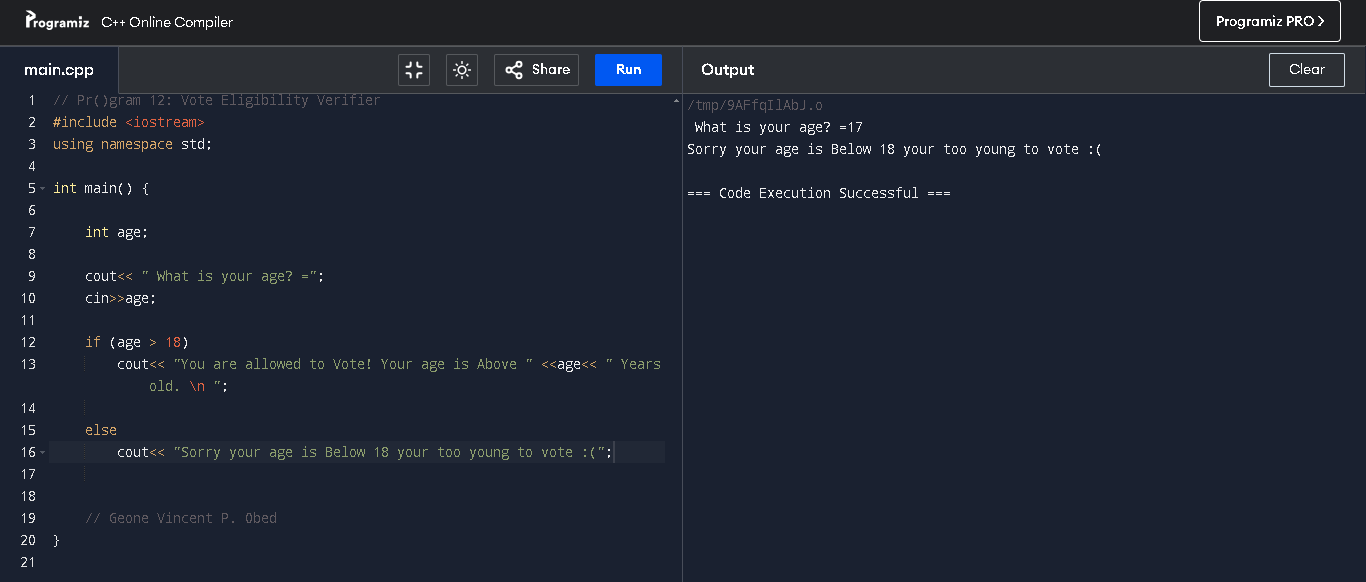 Programiz C++ Online Compiler
Programiz PRO >
main.cpp
Share
Run
Output
Clear
1 // Pr()gram 12: Vote Eligibility Verifier
2 #include <iostream>
3 using namespace std;
4
5 int main() {
6
7 int age;
8
9 cout<< " What is your age? =";
10 cin>>age;
11
12 if (age > 18)
13 cout<< "You are allowed to Vote! Your age is Above " <<age<< " Years
old. \n ";
14
15 else
16 cout<< "Sorry your age is Below 18 your too young to vote :(";
17
18
19 // Geone Vincent P. Obed
20 }
21
/tmp/9AFfqIlAbJ.o
What is your age? =17
Sorry your age is Below 18 your too young to vote :(
=== Code Execution Successful ===